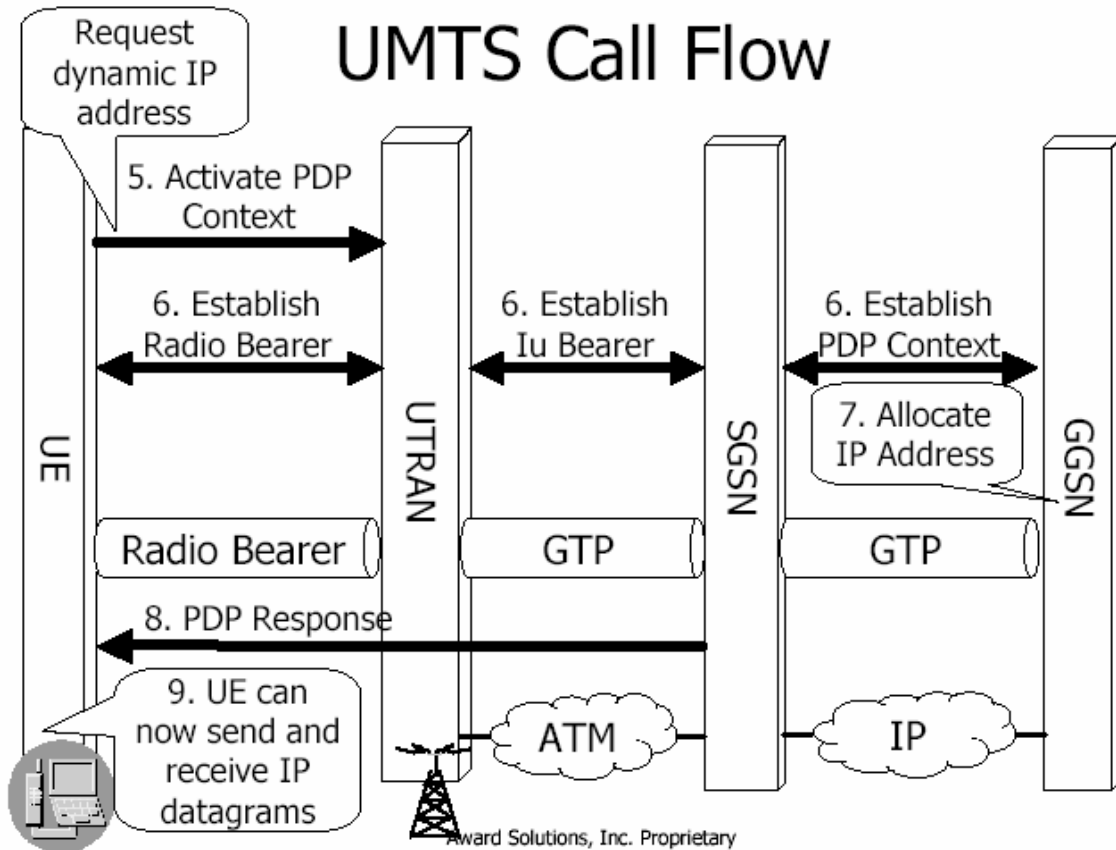 UMTS Call Flow
Request
dynamic IP
address
5. Activate PDP
Context
6. Establish
Radio Bearer
6. Establish
Iu Bearer
6. Establish
PDP Context
7. Allocate
IP Address
UE
UTRAN
SGSN
GGSN
Radio Bearer
GTP
GTP
8. PDP Response
9. UE can
now send and
receive IP
datagrams
ATM
IP
Award Solutions, Inc. Proprietary